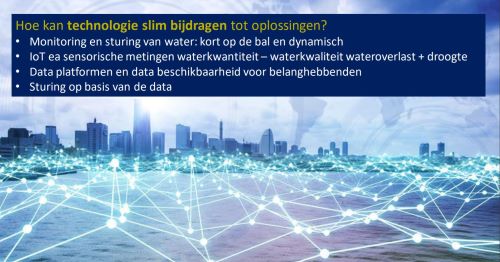 Hoe kan technologie slim bijdragen tot oplossingen?
• Monitoring en sturing van water: kort op de bal en dynamisch
• IoT ea sensorische metingen waterkwantiteit – waterkwaliteit wateroverlast + droogte
• Data platformen en data beschikbaarheid voor belanghebbenden
• Sturing op basis van de data